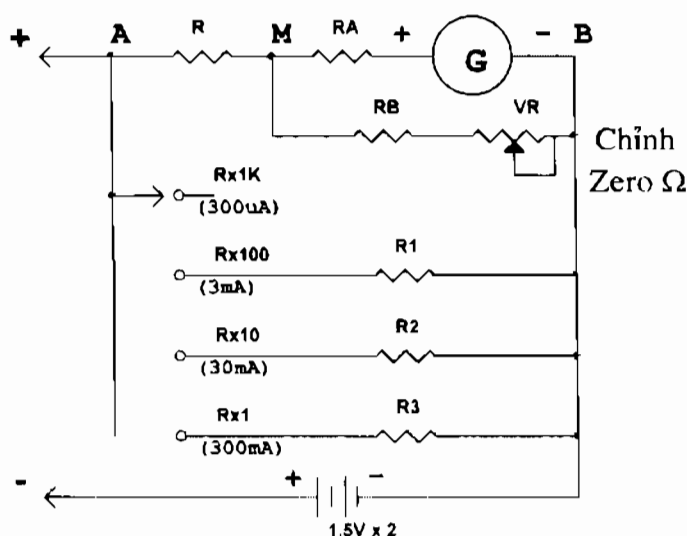 + A R M RA + G - B
RB VR
Chỉnh
Zero Ω
Rx1K
(300uA)
Rx100 R1
(3mA)
Rx10 R2
(30mA)
Rx1 R3
(300mA)
- + -
1.5V x 2